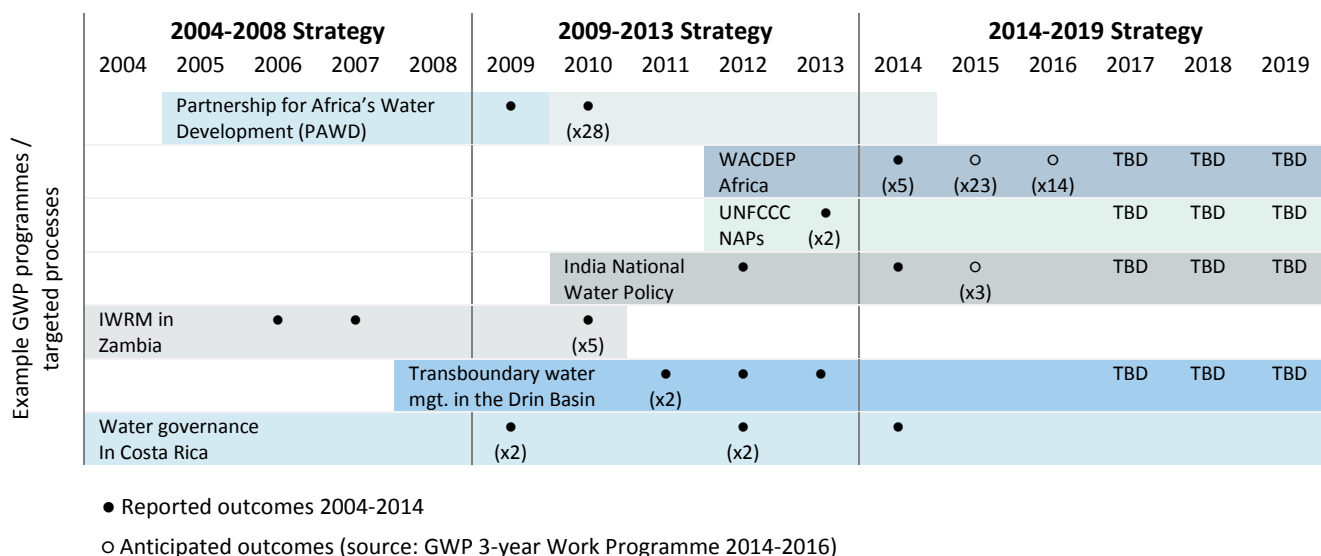 2004-2008 Strategy 2009-2013 Strategy 2014-2019 Strategy
2004 2005 2006 2007 2008 2009 2010 2011 2012 2013 2014 2015 2016 2017 2018 2019
Example GWP programmes /
targeted processes
Partnership for Africa's Water ● ●
Development (PAWD) (x28)
WACDEP ● ○ ○ TBD TBD TBD
Africa (x5) (x23) (x14)
UNFCCC ● TBD TBD TBD
NAPs (x2)
India National ● ● ○ TBD TBD TBD
Water Policy (x3)
IWRM in ● ● ●
Zambia (x5)
Transboundary water ● ● ● TBD TBD TBD
mgt. in the Drin Basin (x2)
Water governance ● ● ●
In Costa Rica (x2) (x2)
● Reported outcomes 2004-2014
○ Anticipated outcomes (source: GWP 3-year Work Programme 2014-2016)